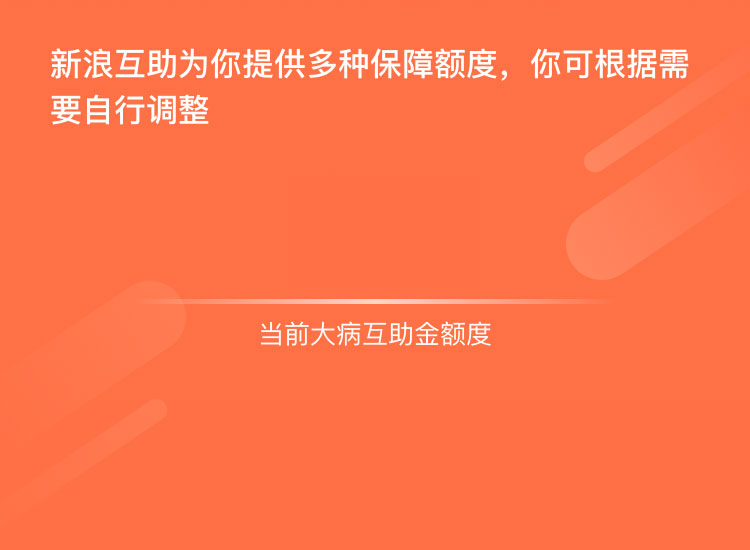 新浪互助为你提供多种保障额度，你可根据需
要自行调整
当前大病互助金额度